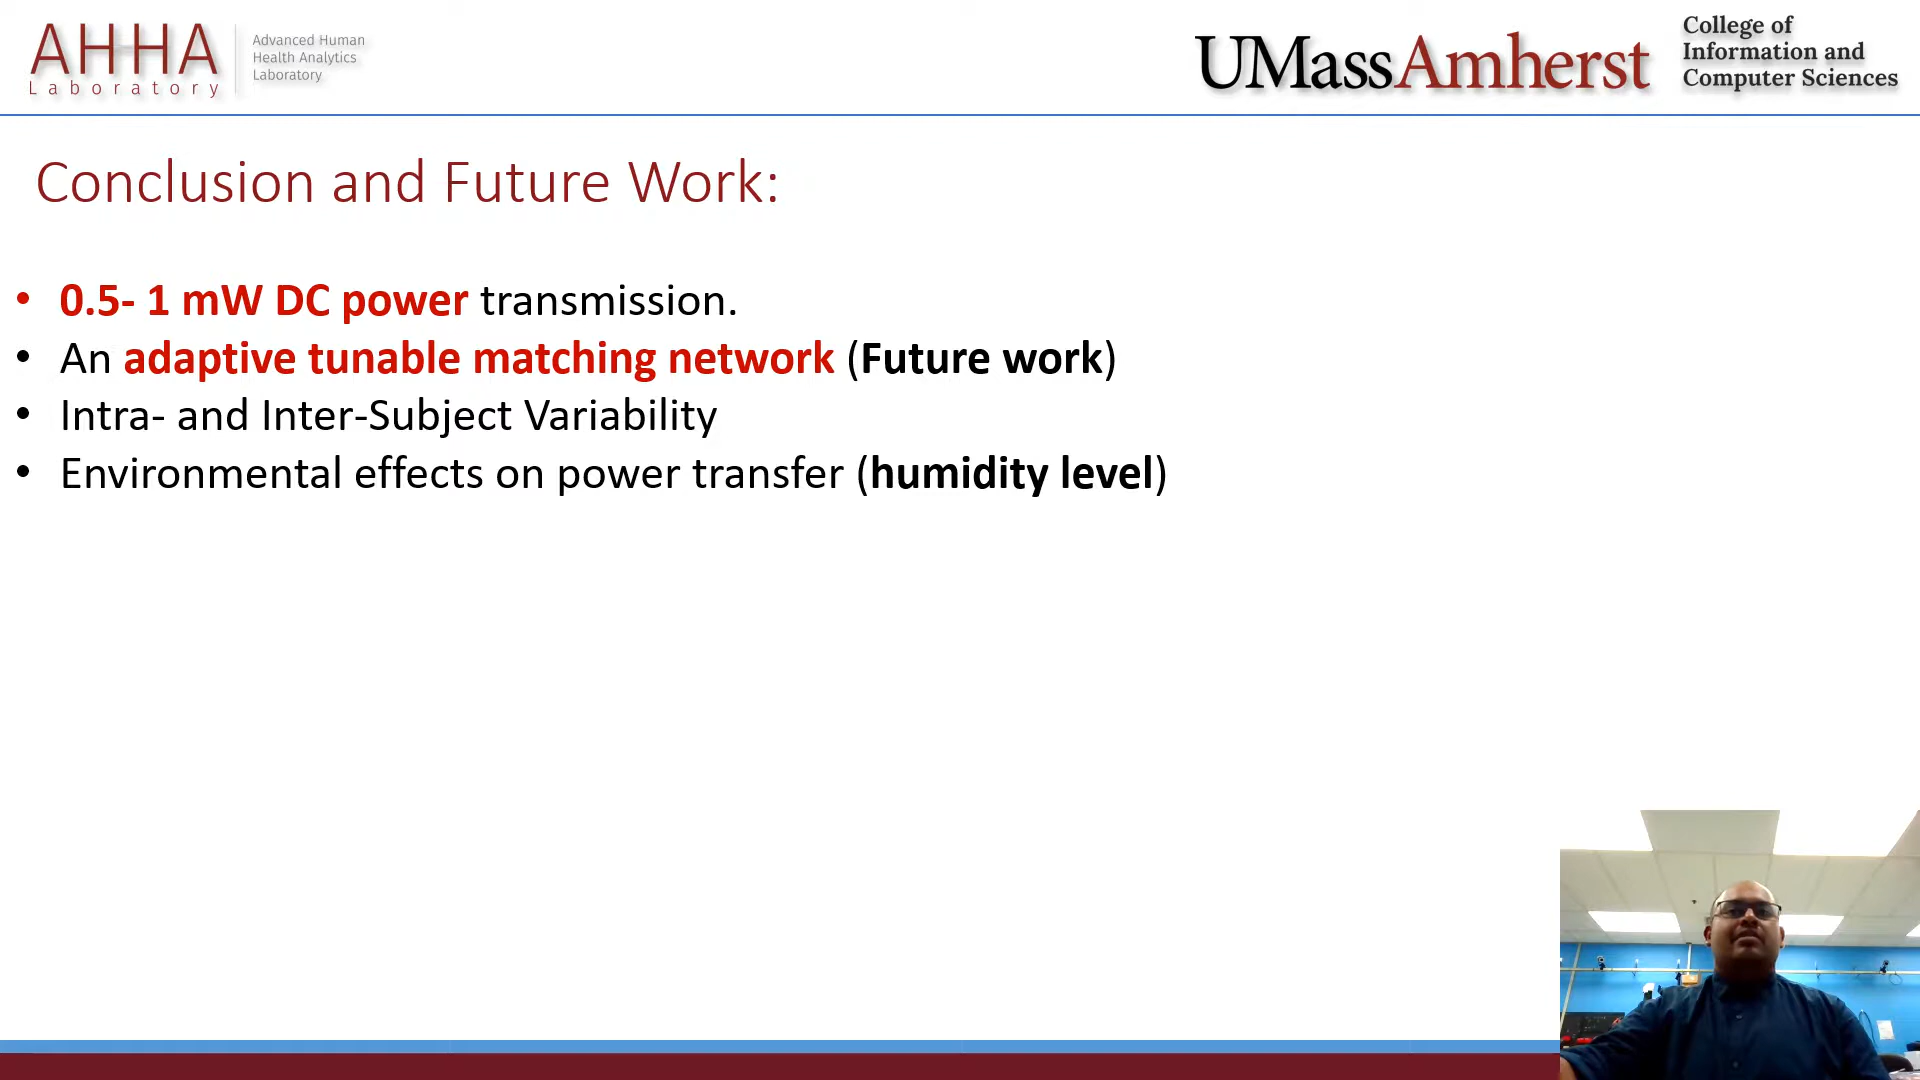 AHHA
Laboratory
Advanced Human
Health Analytics
Laboratory
UMassAmherst
College of
Information and
Computer Sciences
Conclusion and Future Work:
• 0.5- 1 mW DC power transmission.
• An adaptive tunable matching network (Future work)
• Intra- and Inter-Subject Variability
• Environmental effects on power transfer (humidity level)